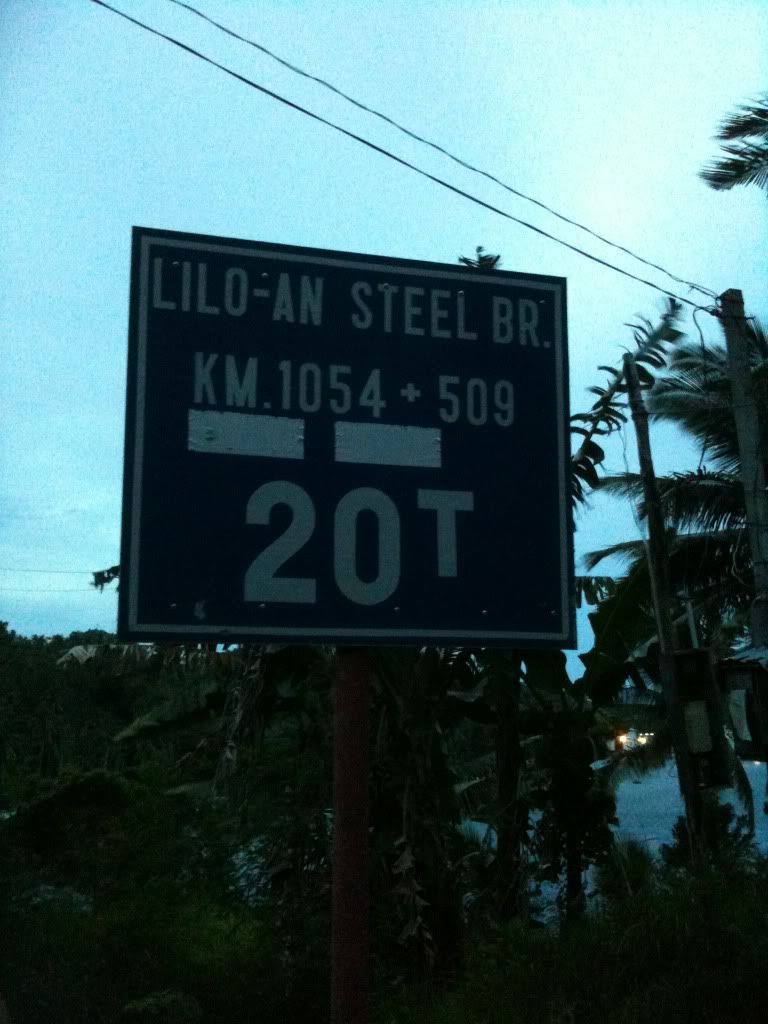 LILO-AN STEEL BR.
KM.1054 + 509
20T